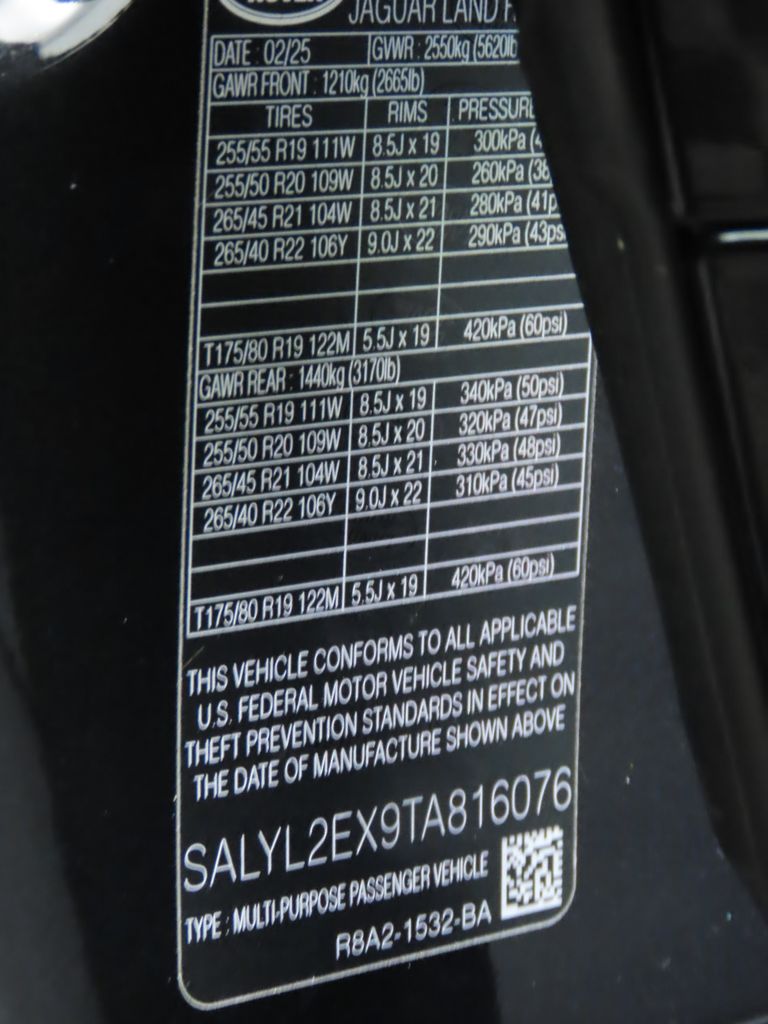 ROVER
JAGUAR LAND
DATE : 02/25 GVWR : 2550kg (5620lb
GAWR FRONT : 1210kg (2665lb)
TIRES RIMS PRESSURE
255/55 R19 111W 8.5J x 19 300kPa (4
255/50 R20 109W 8.5J x 20 260kPa (38
265/45 R21 104W 8.5J x 21 280kPa (41p
265/40 R22 106Y 9.0J x 22 290kPa (43psi
T175/80 R19 122M 5.5J x 19 420kPa (60psi)
GAWR REAR : 1440kg (3170lb)
255/55 R19 111W 8.5J x 19 340kPa (50psi)
255/50 R20 109W 8.5J x 20 320kPa (47psi)
265/45 R21 104W 8.5J x 21 330kPa (48psi)
265/40 R22 106Y 9.0J x 22 310kPa (45psi)
T175/80 R19 122M 5.5J x 19 420kPa (60psi)
THIS VEHICLE CONFORMS TO ALL APPLICABLE
U.S. FEDERAL MOTOR VEHICLE SAFETY AND
THEFT PREVENTION STANDARDS IN EFFECT ON
THE DATE OF MANUFACTURE SHOWN ABOVE
SALYL2EX9TA816076
TYPE : MULTI-PURPOSE PASSENGER VEHICLE
R8A2-1532-BA